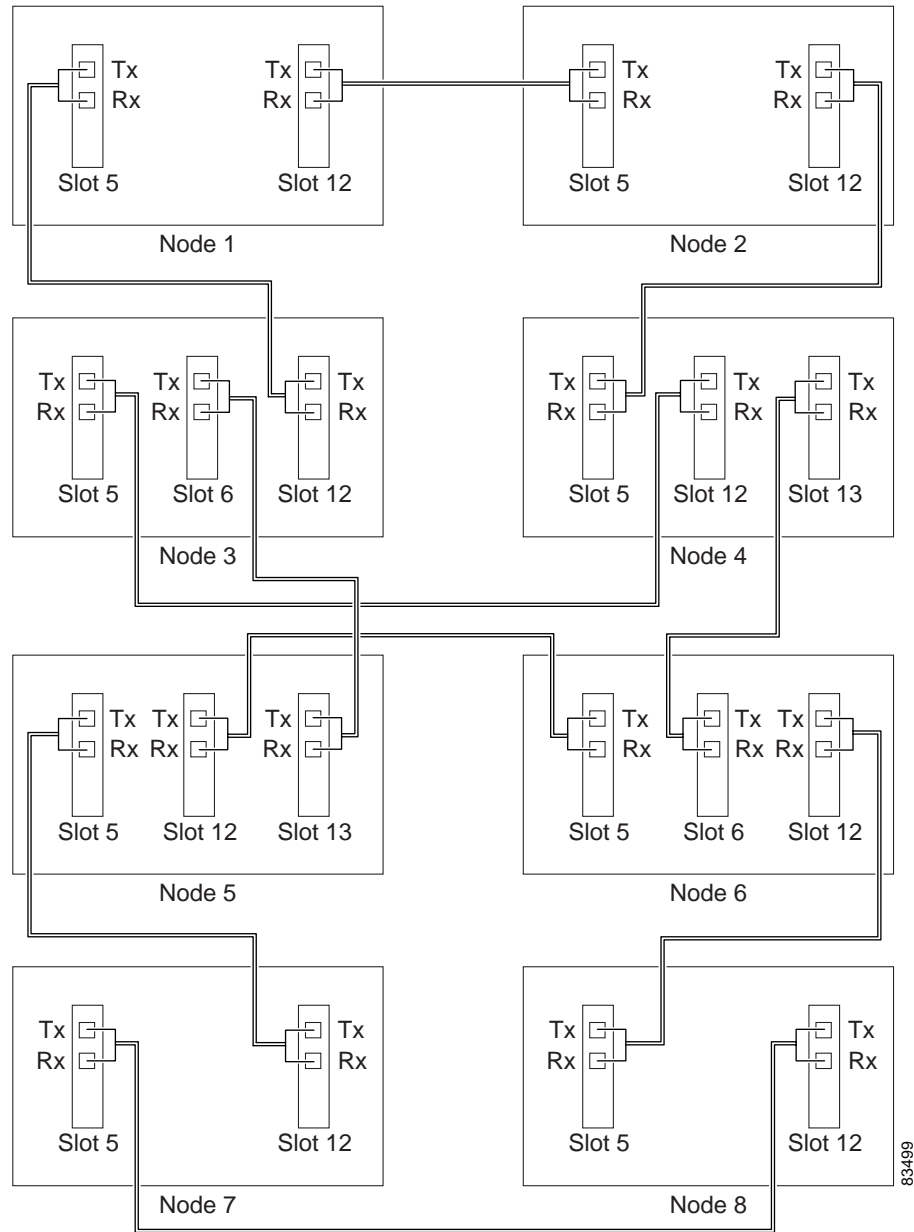 Tx Tx Tx Tx
Rx Rx Rx Rx
Slot 5 Slot 12 Slot 5 Slot 12
Node 1 Node 2
Tx Tx Tx Tx Tx Tx
Rx Rx Rx Rx Rx Rx
Slot 5 Slot 6 Slot 12 Slot 5 Slot 12 Slot 13
Node 3 Node 4
Tx Tx Tx Tx Tx Tx
Rx Rx Rx Rx Rx Rx
Slot 5 Slot 12 Slot 13 Slot 5 Slot 6 Slot 12
Node 5 Node 6
Tx Tx Tx Tx
Rx Rx Rx Rx
Slot 5 Slot 12 Slot 5 Slot 12
Node 7 Node 8
83499